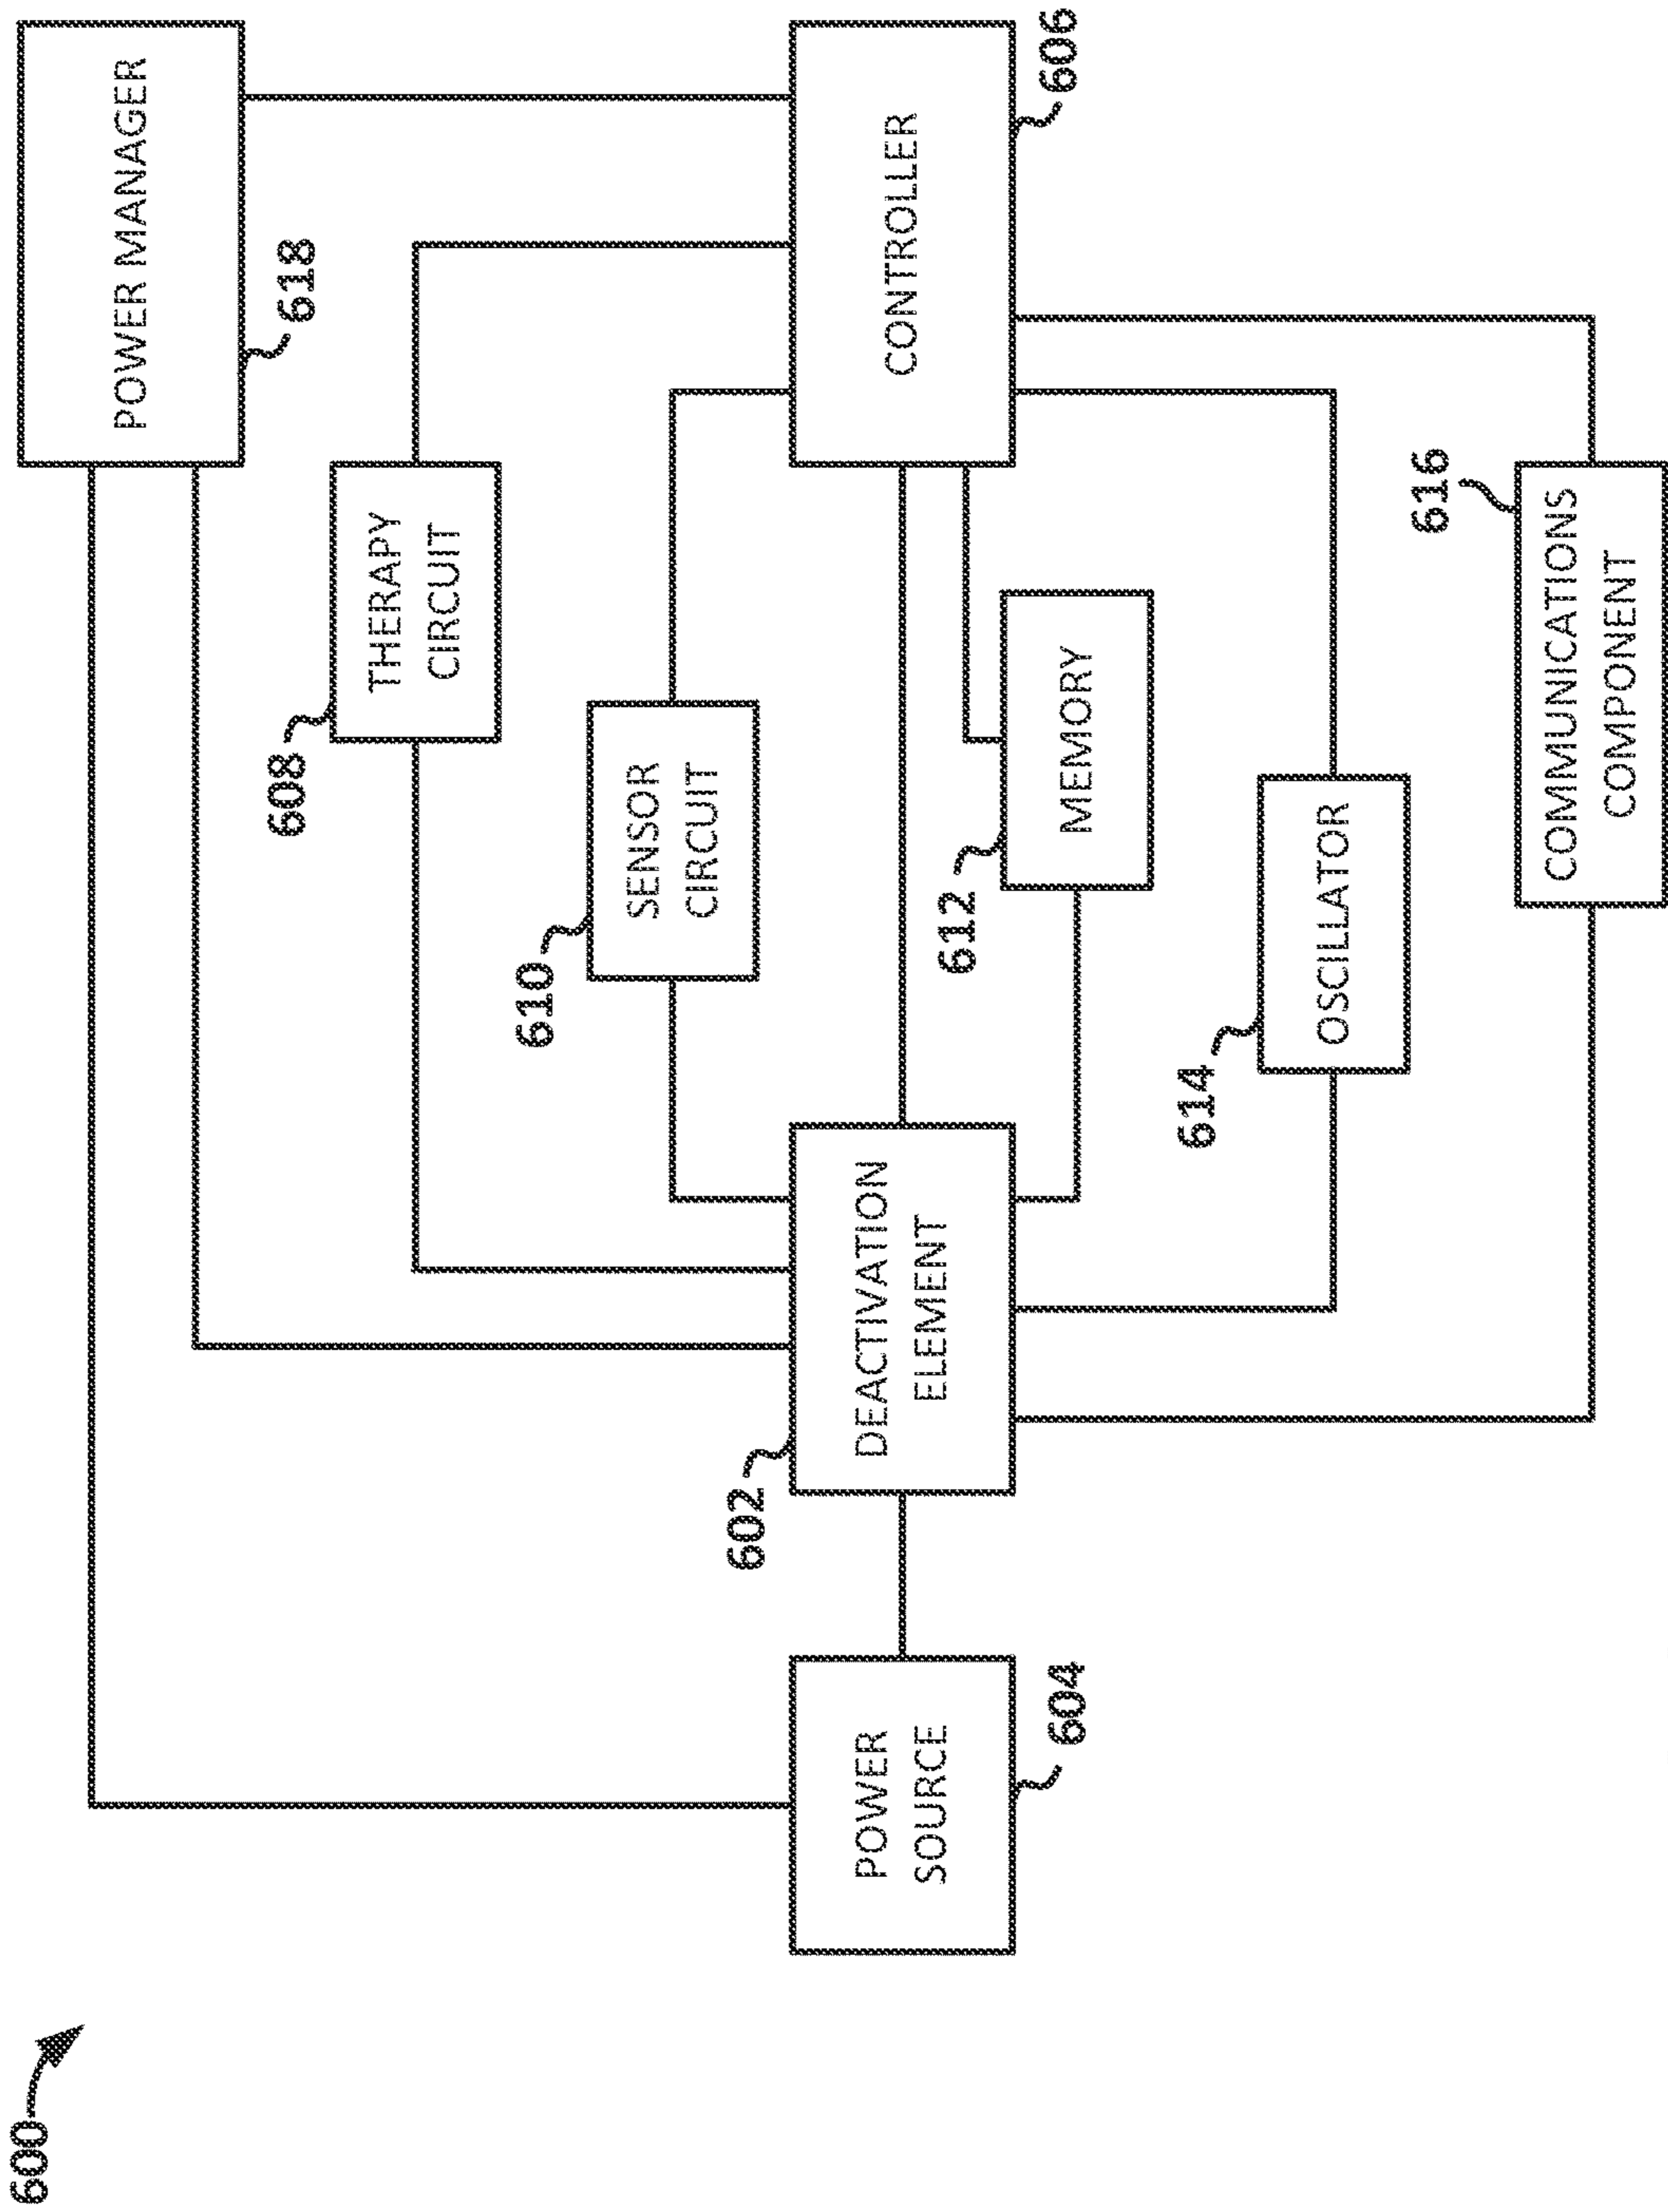 600
POWER MANAGER
618
THERAPY
CIRCUIT
608
SENSOR
CIRCUIT
610
POWER
SOURCE
604
DEACTIVATION
ELEMENT
602
CONTROLLER
606
MEMORY
612
OSCILLATOR
614
COMMUNICATIONS
COMPONENT
616